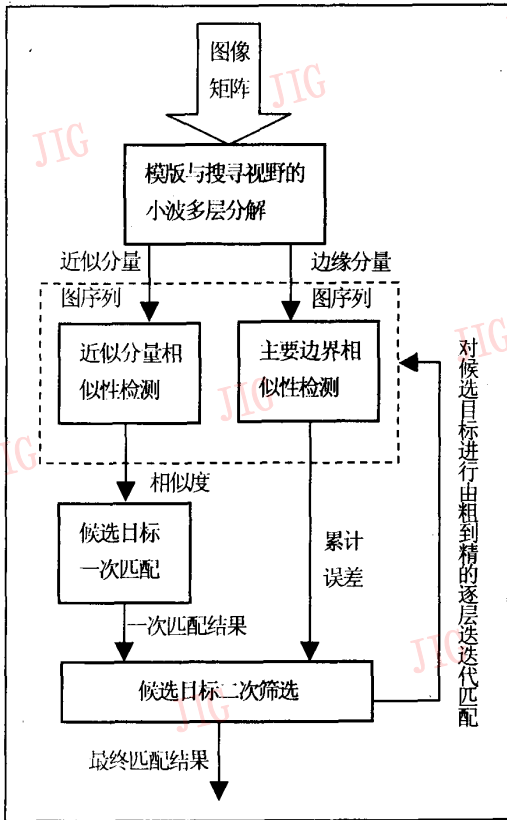 图像
矩阵
JIG
JIG
模版与搜寻视野的
小波多层分解
近似分量
边缘分量
图序列
图序列
近似分量相
似性检测
主要边界相
似性检测
JIG
JIG
JIG
对候选目标进行由粗到精的逐层迭迭代匹配
相似度
候选目标
一次匹配
累计
误差
一次匹配结果
JIG
候选目标二次筛选
JIG
最终匹配结果